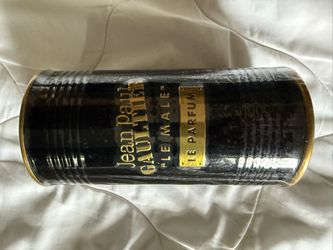 Jean Paul
GAULTIER
"LE MALE"
LE PARFUM